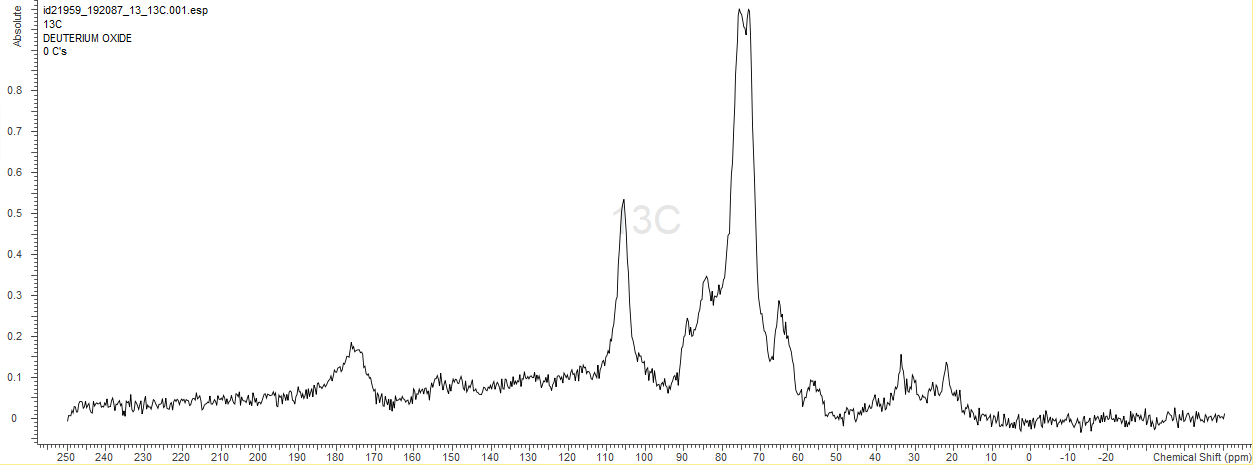 Absolute
id21959_192087_13_13C.001.esp
13C
DEUTERIUM OXIDE
0 C's
0.8
0.7
0.6
0.5
0.4
0.3
0.2
0.1
0
13C
250 240 230 220 210 200 190 180 170 160 150 140 130 120 110 100 90 80 70 60 50 40 30 20 10 0 -10 -20 Chemical Shift (ppm)